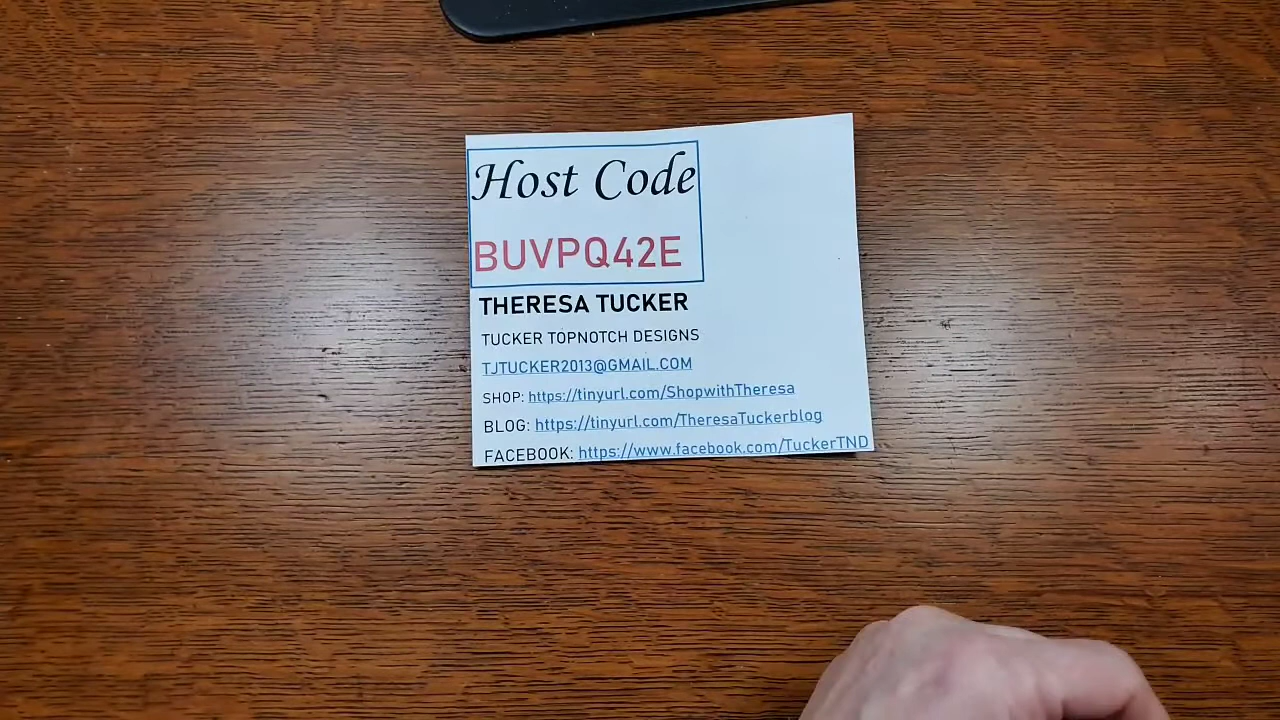 Host Code
BUVPQ42E
THERESA TUCKER
TUCKER TOPNOTCH DESIGNS
TJTUCKER2013@GMAIL.COM
SHOP: https://tinyurl.com/ShopwithTheresa
BLOG: https://tinyurl.com/TheresaTuckerblog
FACEBOOK: https://www.facebook.com/TuckerTND